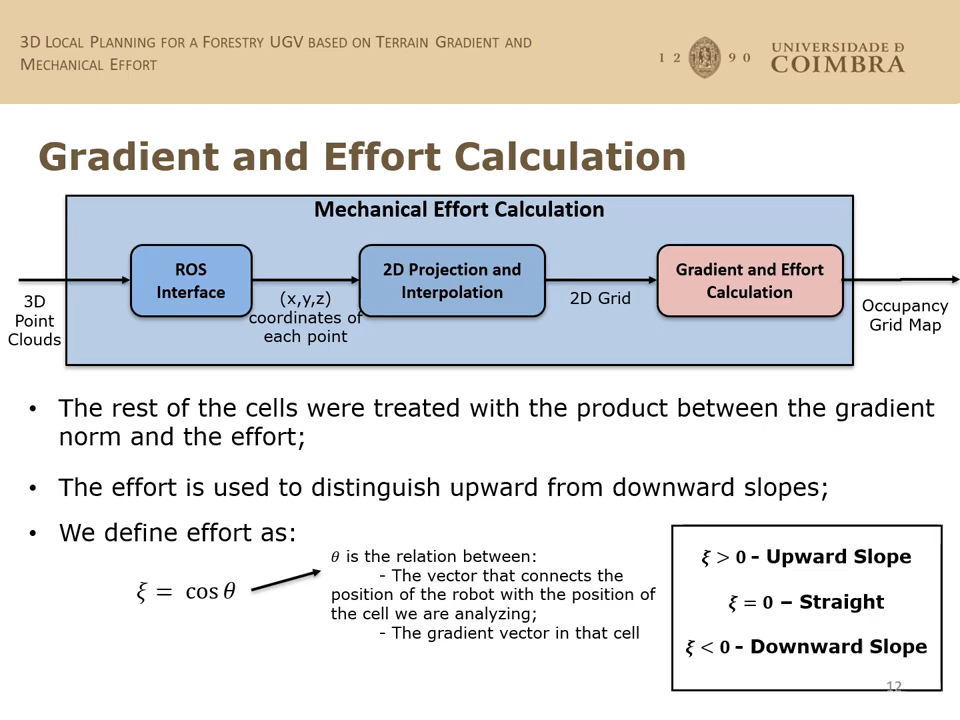 3D LOCAL PLANNING FOR A FORESTRY UGV BASED ON TERRAIN GRADIENT AND
MECHANICAL EFFORT
1 2 9 0
UNIVERSIDADE D
COIMBRA
Gradient and Effort Calculation
Mechanical Effort Calculation
ROS
Interface
2D Projection and
Interpolation
Gradient and Effort
Calculation
3D
Point
Clouds
(x,y,z)
coordinates of
each point
2D Grid
Occupancy
Grid Map
• The rest of the cells were treated with the product between the gradient
norm and the effort;
• The effort is used to distinguish upward from downward slopes;
• We define effort as:
ξ = cos θ
θ is the relation between:
- The vector that connects the
position of the robot with the position of
the cell we are analyzing;
- The gradient vector in that cell
ξ > 0 - Upward Slope
ξ = 0 – Straight
ξ < 0 - Downward Slope
12